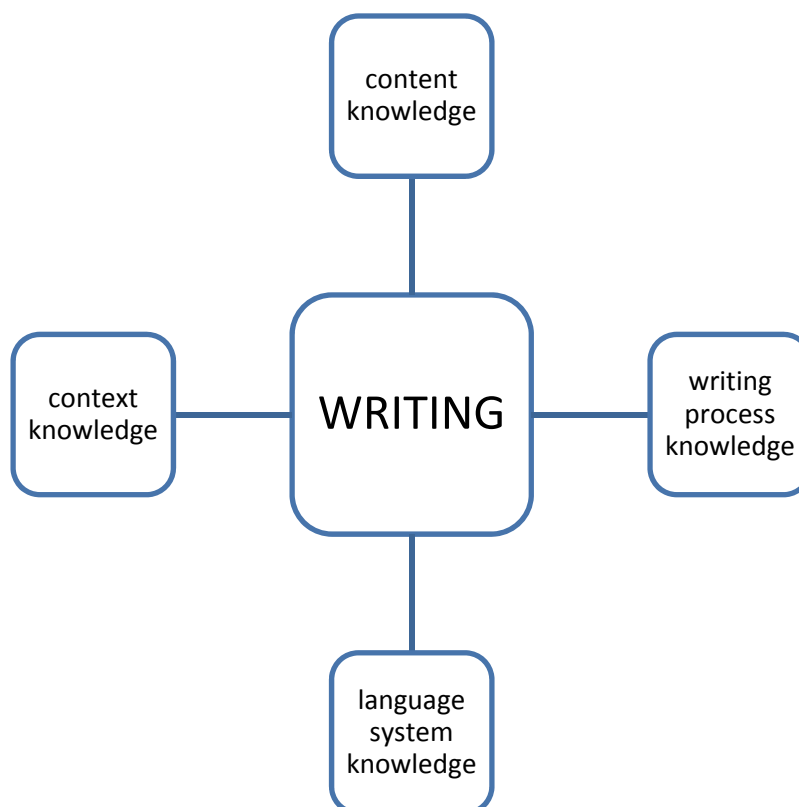 content
knowledge
context
knowledge
WRITING
writing
process
knowledge
language
system
knowledge